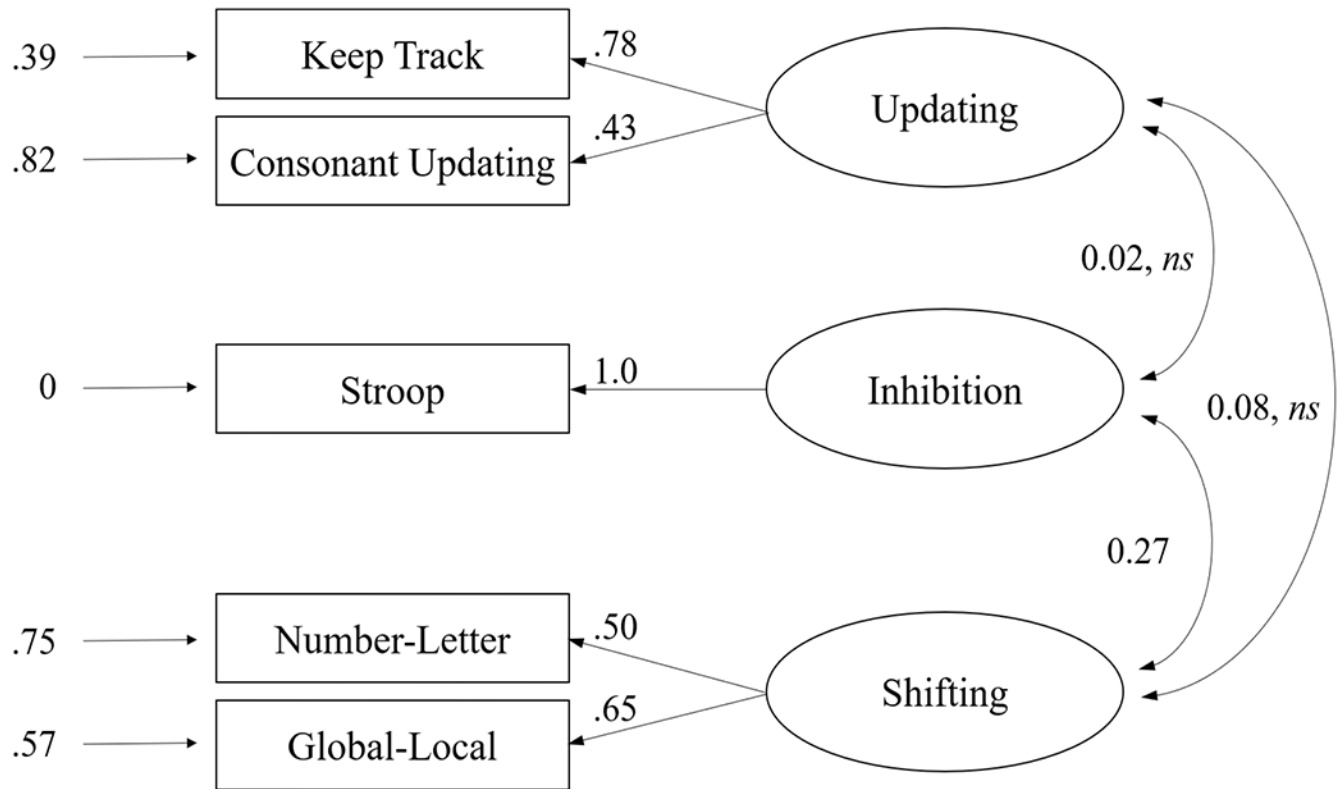 .39
Keep Track
.78
Updating
.82
Consonant Updating
.43
0.02, ns
0
Stroop
1.0
Inhibition
0.08, ns
0.27
.75
Number-Letter
.50
Shifting
.57
Global-Local
.65